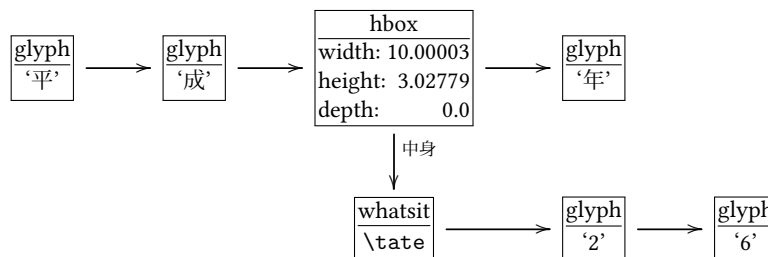 glyph
‘平’
glyph
‘成’
hbox
width: 10.00003
height: 3.02779
depth: 0.0
glyph
‘年’
中身
whatsit
\tate
glyph
‘2’
glyph
‘6’